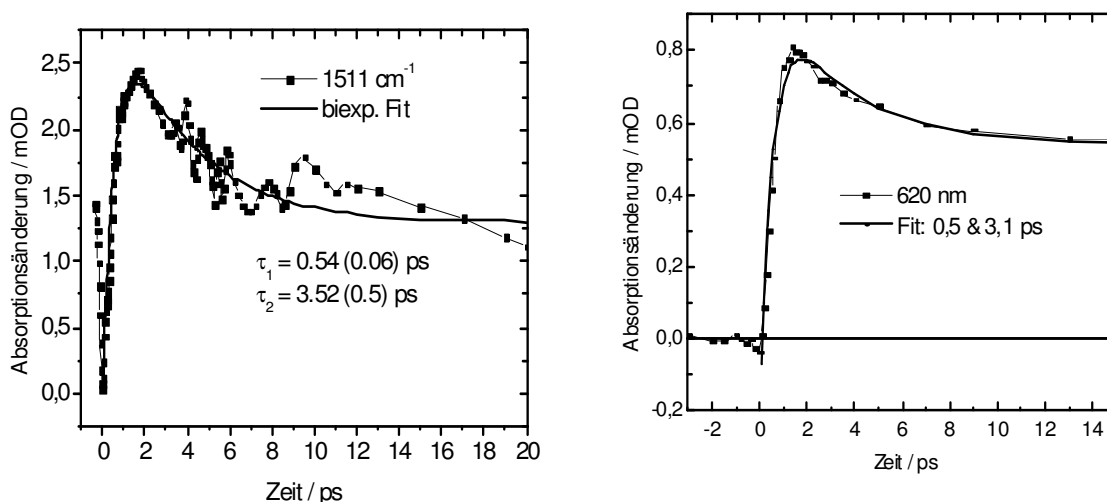 2,5
2,0
1,5
1,0
0,5
0,0
Absorptionsänderung / mOD
1511 cm⁻¹
biexp. Fit
τ₁ = 0.54 (0.06) ps
τ₂ = 3.52 (0.5) ps
0 2 4 6 8 10 12 14 16 18 20
Zeit / ps
0,8
0,6
0,4
0,2
0,0
-0,2
Absorptionsänderung / mOD
620 nm
Fit: 0,5 & 3,1 ps
-2 0 2 4 6 8 10 12 14
Zeit / ps